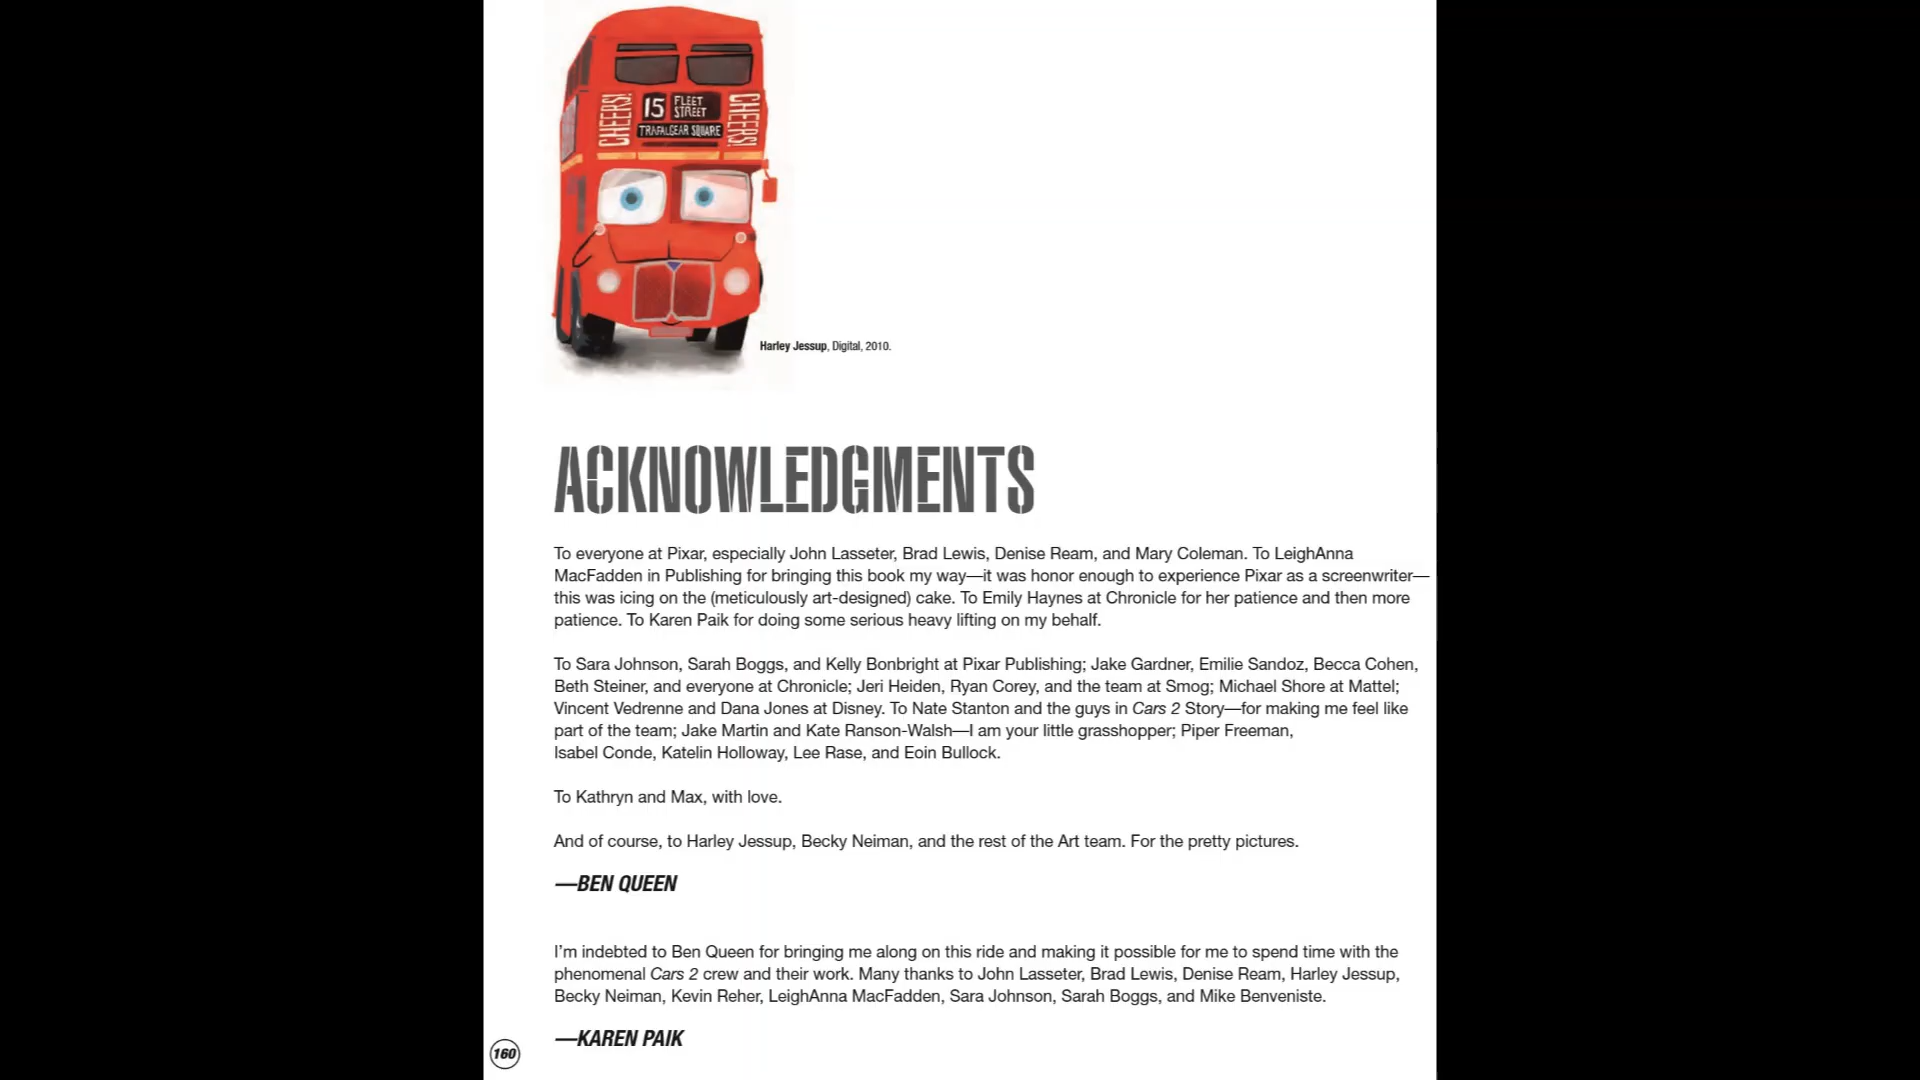 CHEERS!
15 FLEET STREET
CHEERS!
TRAFALGEAR SQUARE
Harley Jessup, Digital, 2010.
ACKNOWLEDGMENTS
To everyone at Pixar, especially John Lasseter, Brad Lewis, Denise Ream, and Mary Coleman. To LeighAnna
MacFadden in Publishing for bringing this book my way—it was honor enough to experience Pixar as a screenwriter—
this was icing on the (meticulously art-designed) cake. To Emily Haynes at Chronicle for her patience and then more
patience. To Karen Paik for doing some serious heavy lifting on my behalf.
To Sara Johnson, Sarah Boggs, and Kelly Bonbright at Pixar Publishing; Jake Gardner, Emilie Sandoz, Becca Cohen,
Beth Steiner, and everyone at Chronicle; Jeri Heiden, Ryan Corey, and the team at Smog; Michael Shore at Mattel;
Vincent Vedrenne and Dana Jones at Disney. To Nate Stanton and the guys in Cars 2 Story—for making me feel like
part of the team; Jake Martin and Kate Ranson-Walsh—I am your little grasshopper; Piper Freeman,
Isabel Conde, Katelin Holloway, Lee Rase, and Eoin Bullock.
To Kathryn and Max, with love.
And of course, to Harley Jessup, Becky Neiman, and the rest of the Art team. For the pretty pictures.
—BEN QUEEN
I'm indebted to Ben Queen for bringing me along on this ride and making it possible for me to spend time with the
phenomenal Cars 2 crew and their work. Many thanks to John Lasseter, Brad Lewis, Denise Ream, Harley Jessup,
Becky Neiman, Kevin Reher, LeighAnna MacFadden, Sara Johnson, Sarah Boggs, and Mike Benveniste.
—KAREN PAIK
160